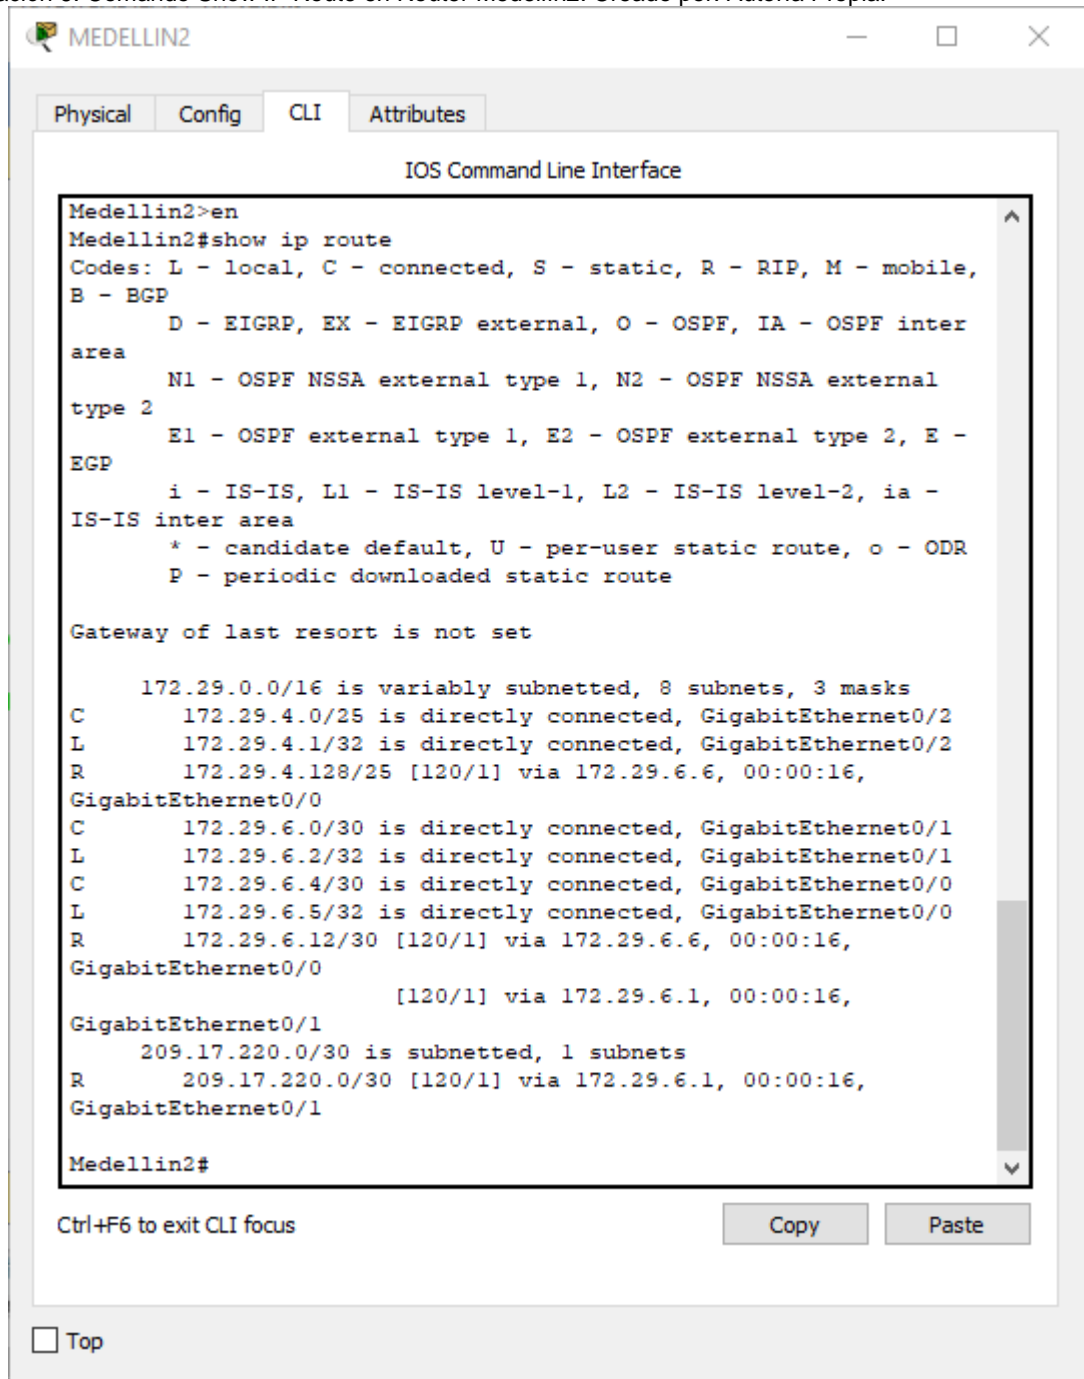 MEDELLIN2
Physical Config CLI Attributes
IOS Command Line Interface
Medellin2>en
Medellin2#show ip route
Codes: L - local, C - connected, S - static, R - RIP, M - mobile,
B - BGP
D - EIGRP, EX - EIGRP external, O - OSPF, IA - OSPF inter
area
N1 - OSPF NSSA external type 1, N2 - OSPF NSSA external
type 2
E1 - OSPF external type 1, E2 - OSPF external type 2, E -
EGP
i - IS-IS, L1 - IS-IS level-1, L2 - IS-IS level-2, ia -
IS-IS inter area
* - candidate default, U - per-user static route, o - ODR
P - periodic downloaded static route
Gateway of last resort is not set
172.29.0.0/16 is variably subnetted, 8 subnets, 3 masks
C 172.29.4.0/25 is directly connected, GigabitEthernet0/2
L 172.29.4.1/32 is directly connected, GigabitEthernet0/2
R 172.29.4.128/25 [120/1] via 172.29.6.6, 00:00:16,
GigabitEthernet0/0
C 172.29.6.0/30 is directly connected, GigabitEthernet0/1
L 172.29.6.2/32 is directly connected, GigabitEthernet0/1
C 172.29.6.4/30 is directly connected, GigabitEthernet0/0
L 172.29.6.5/32 is directly connected, GigabitEthernet0/0
R 172.29.6.12/30 [120/1] via 172.29.6.6, 00:00:16,
GigabitEthernet0/0
[120/1] via 172.29.6.1, 00:00:16,
GigabitEthernet0/1
209.17.220.0/30 is subnetted, 1 subnets
R 209.17.220.0/30 [120/1] via 172.29.6.1, 00:00:16,
GigabitEthernet0/1
Medellin2#
Ctrl+F6 to exit CLI focus
Copy Paste
Top